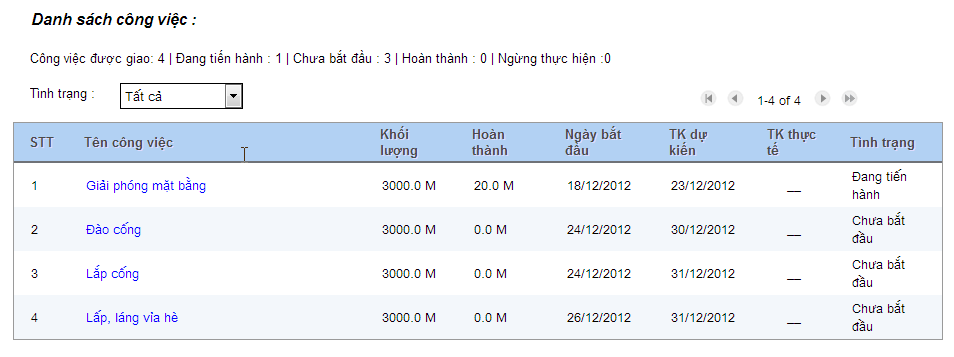 Danh sách công việc :
Công việc được giao: 4 | Đang tiến hành : 1 | Chưa bắt đầu : 3 | Hoàn thành : 0 | Ngừng thực hiện :0
Tình trạng : Tất cả 1-4 of 4
STT Tên công việc Khối lượng Hoàn thành Ngày bắt đầu TK dự kiến TK thực tế Tình trạng
1 Giải phóng mặt bằng 3000.0 M 20.0 M 18/12/2012 23/12/2012 __ Đang tiến hành
2 Đào cống 3000.0 M 0.0 M 24/12/2012 30/12/2012 __ Chưa bắt đầu
3 Lắp cống 3000.0 M 0.0 M 24/12/2012 31/12/2012 __ Chưa bắt đầu
4 Lấp, láng vỉa hè 3000.0 M 0.0 M 26/12/2012 31/12/2012 __ Chưa bắt đầu